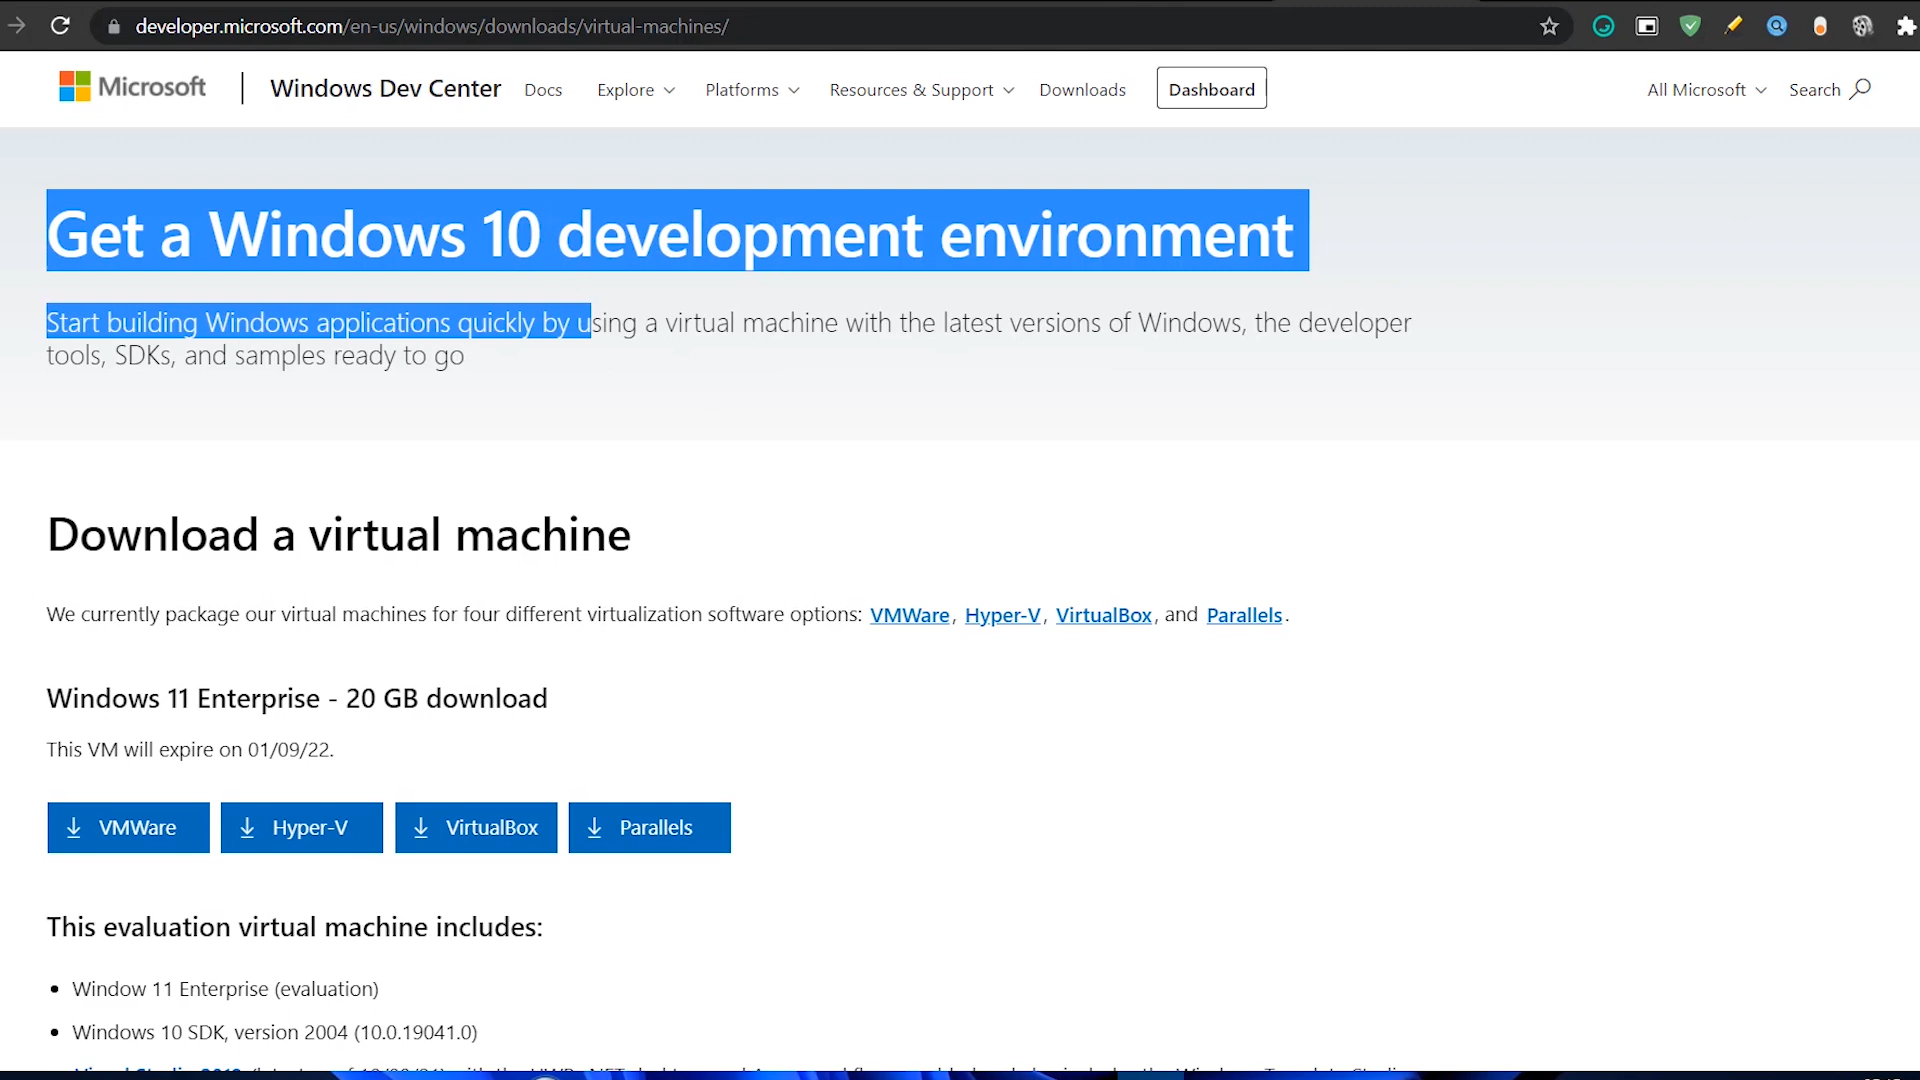 developer.microsoft.com/en-us/windows/downloads/virtual-machines/
Microsoft Windows Dev Center Docs Explore Platforms Resources & Support Downloads Dashboard All Microsoft Search
Get a Windows 10 development environment
Start building Windows applications quickly by using a virtual machine with the latest versions of Windows, the developer
tools, SDKs, and samples ready to go
Download a virtual machine
We currently package our virtual machines for four different virtualization software options: VMWare, Hyper-V, VirtualBox, and Parallels.
Windows 11 Enterprise - 20 GB download
This VM will expire on 01/09/22.
VMWare Hyper-V VirtualBox Parallels
This evaluation virtual machine includes:
Window 11 Enterprise (evaluation)
Windows 10 SDK, version 2004 (10.0.19041.0)